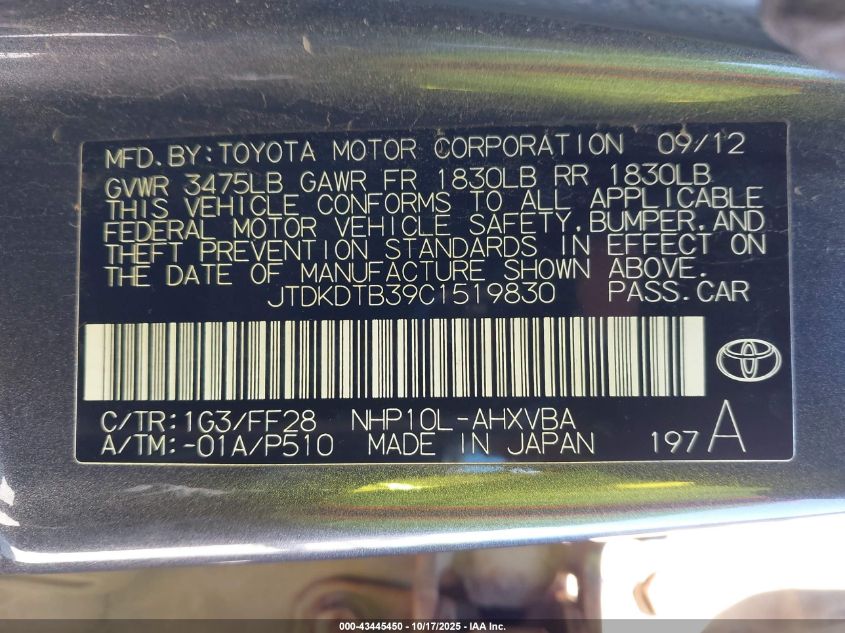 MFD.BY:TOYOTA MOTOR CORPORATION 09/12
GVWR 3475LB GAWR FR 1830LB RR 1830LB
THIS VEHICLE CONFORMS TO ALL APPLICABLE
FEDERAL MOTOR VEHICLE SAFETY,BUMPER,AND
THEFT PREVENTION STANDARDS IN EFFECT ON
THE DATE OF MANUFACTURE SHOWN ABOVE.
JTDKDTB39C1519830 PASS.CAR
C/TR:1G3/FF28 NHP10L-AHXVBA
A/TM:-01A/P510 MADE IN JAPAN 197A
000-43445450 | 10/17/2025 - IAA Inc.